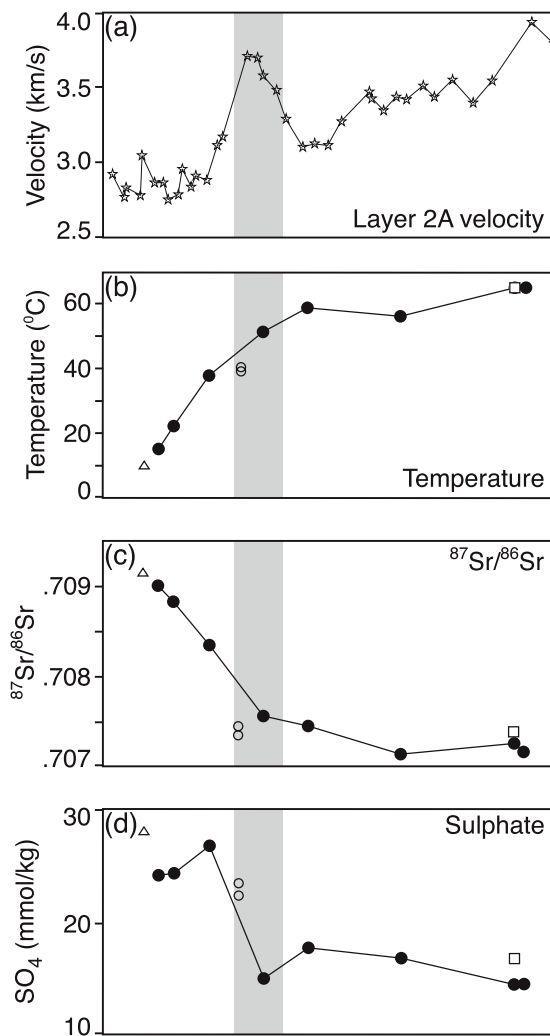 (a)
4.0
3.5
3.0
2.5
Velocity (km/s)
Layer 2A velocity
(b)
60
40
20
0
Temperature (⁰C)
Temperature
(c)
⁸⁷Sr/⁸⁶Sr
.709
.708
.707
⁸⁷Sr/⁸⁶Sr
(d)
Sulphate
30
20
10
SO₄ (mmol/kg)